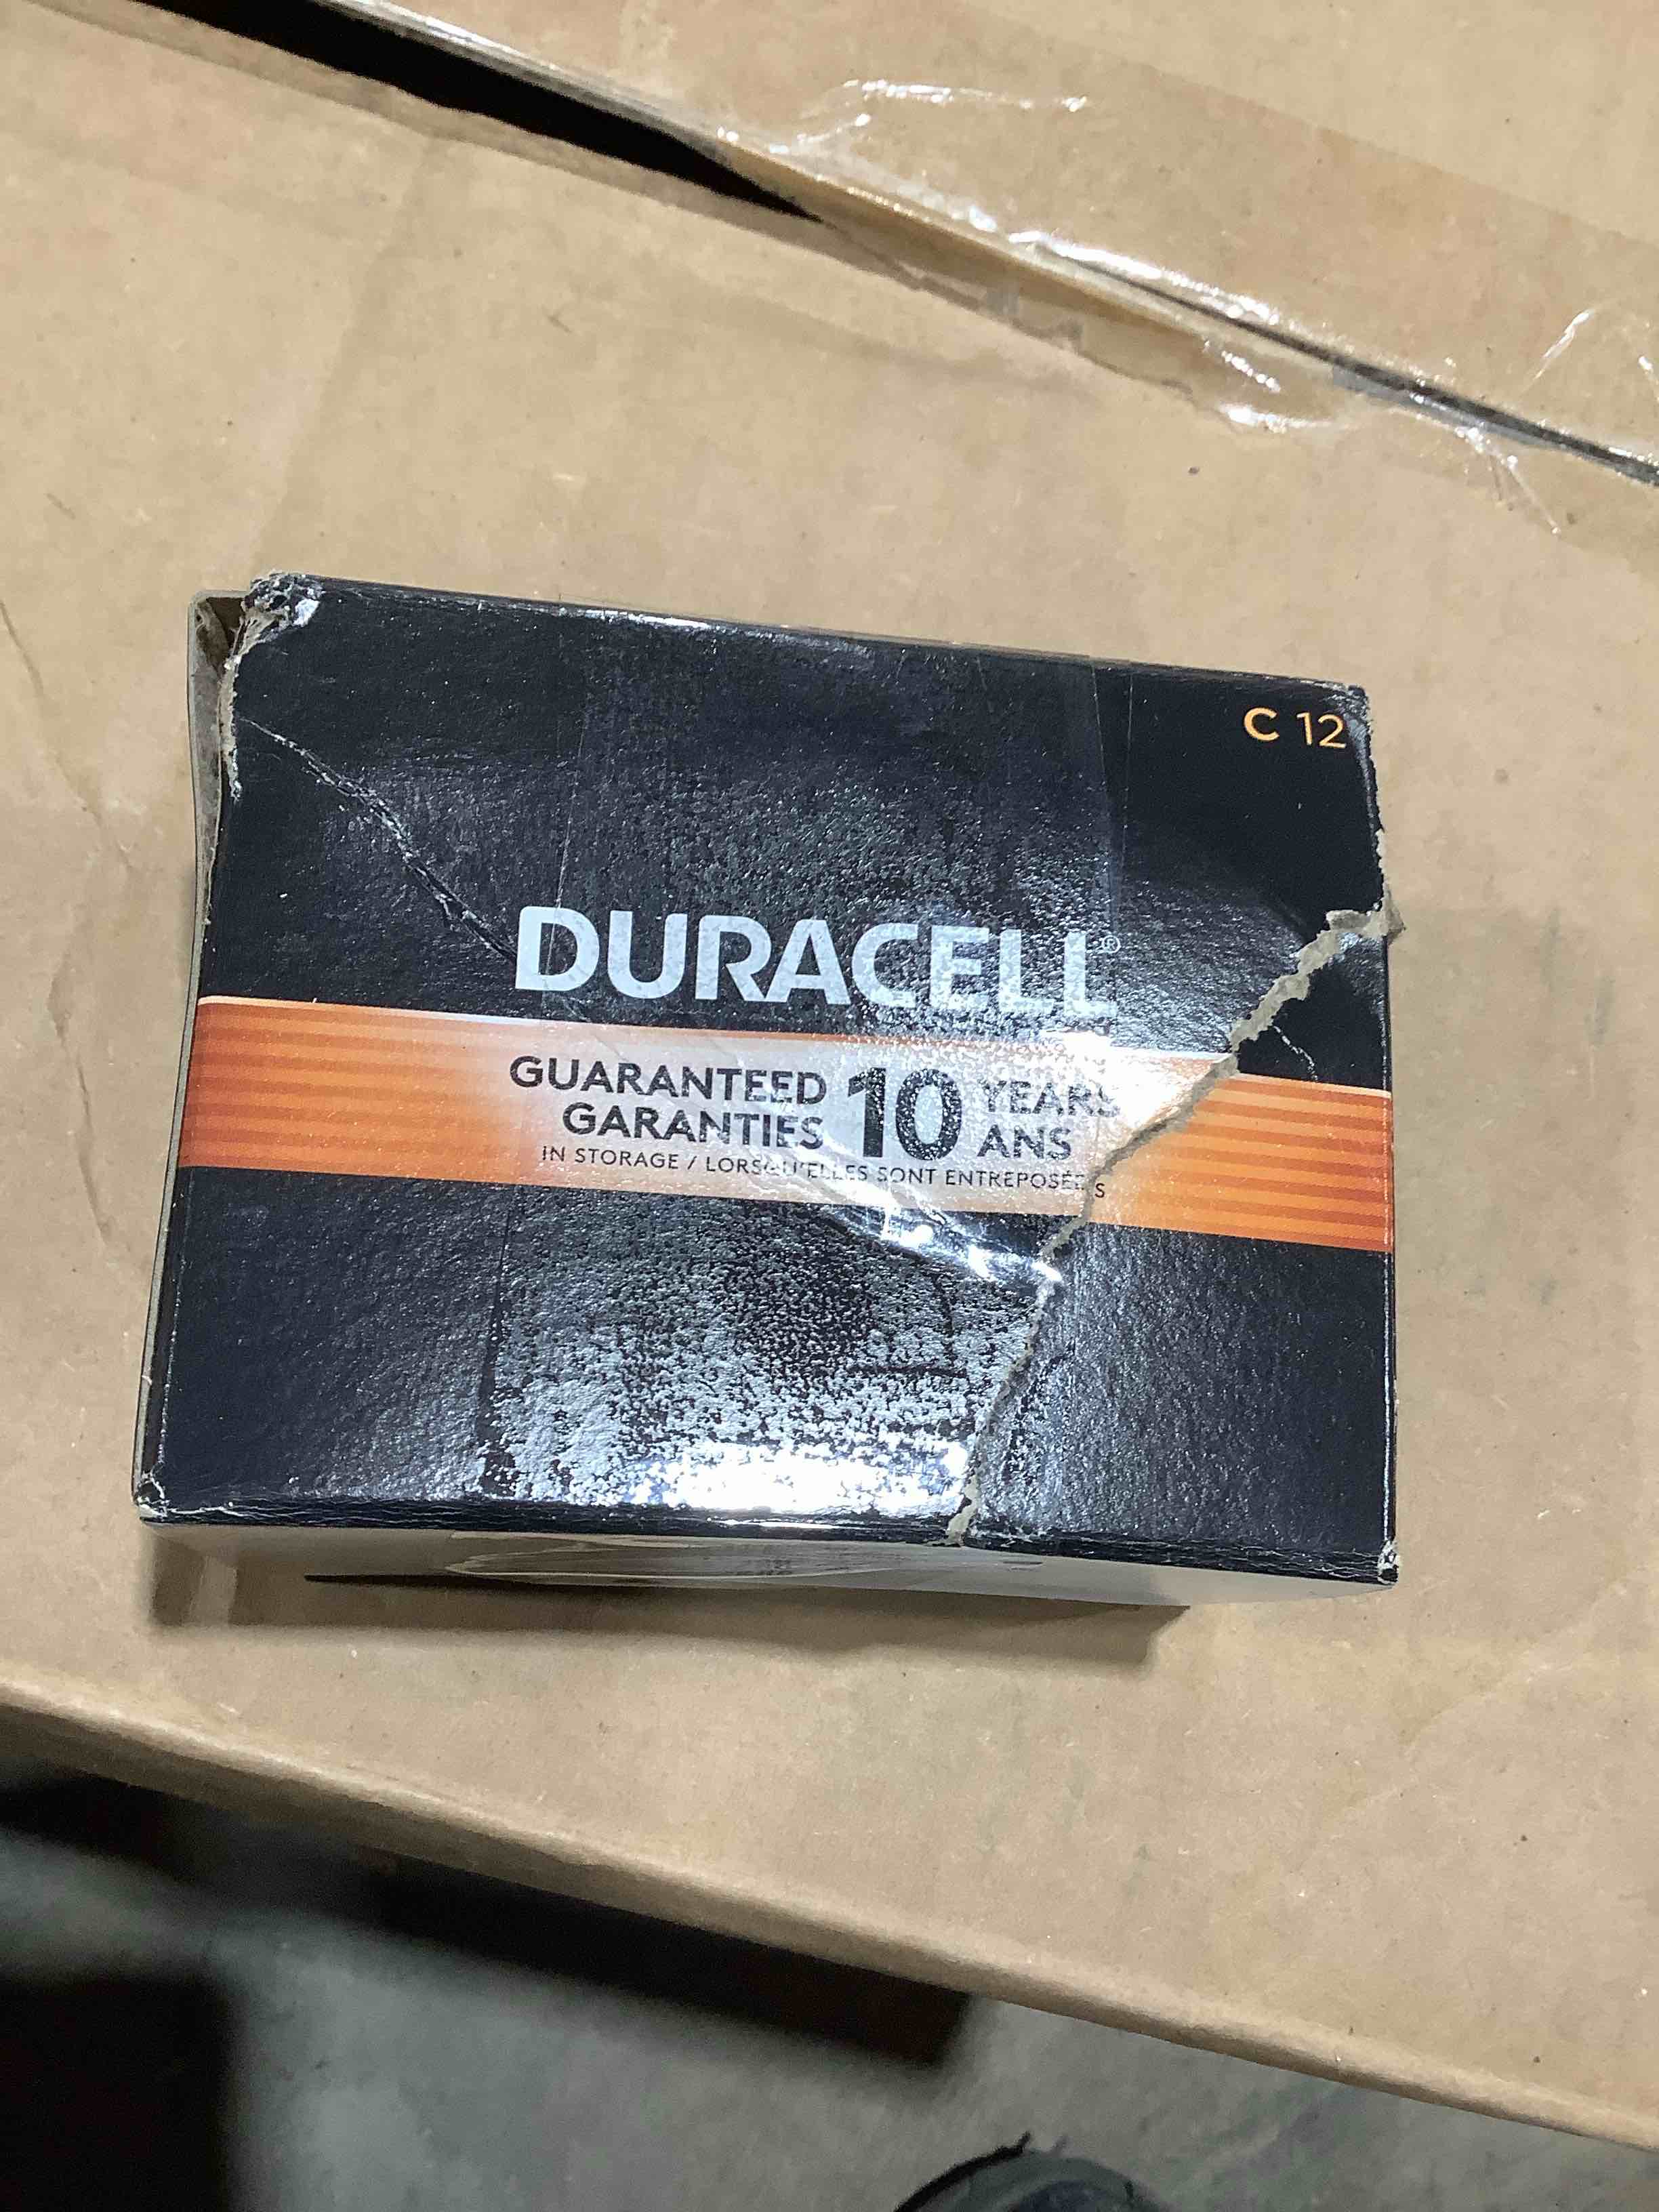 C 12
DURACELL®
GUARANTEED 10 YEARS
GARANTIES ANS
IN STORAGE / LORSQU'ELLES SONT ENTREPOSÉES